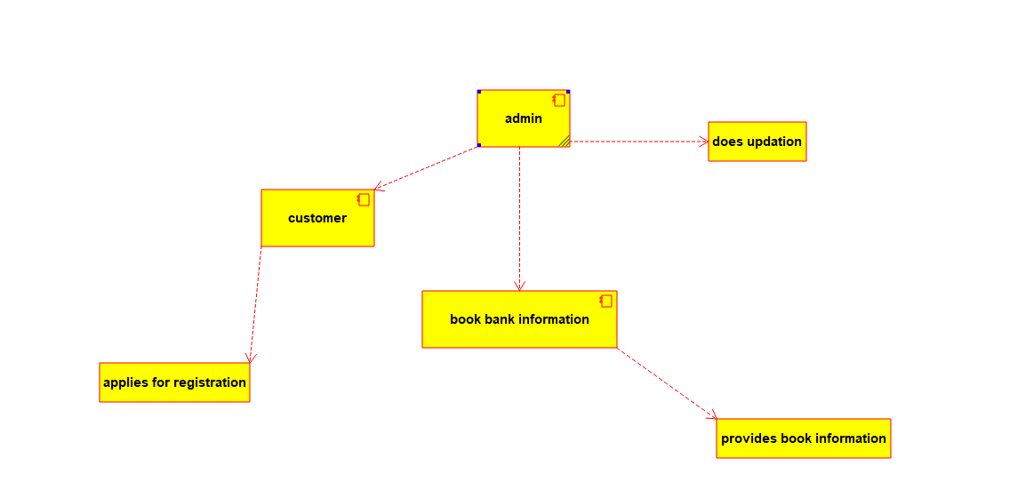 admin
does updation
customer
book bank information
applies for registration
provides book information